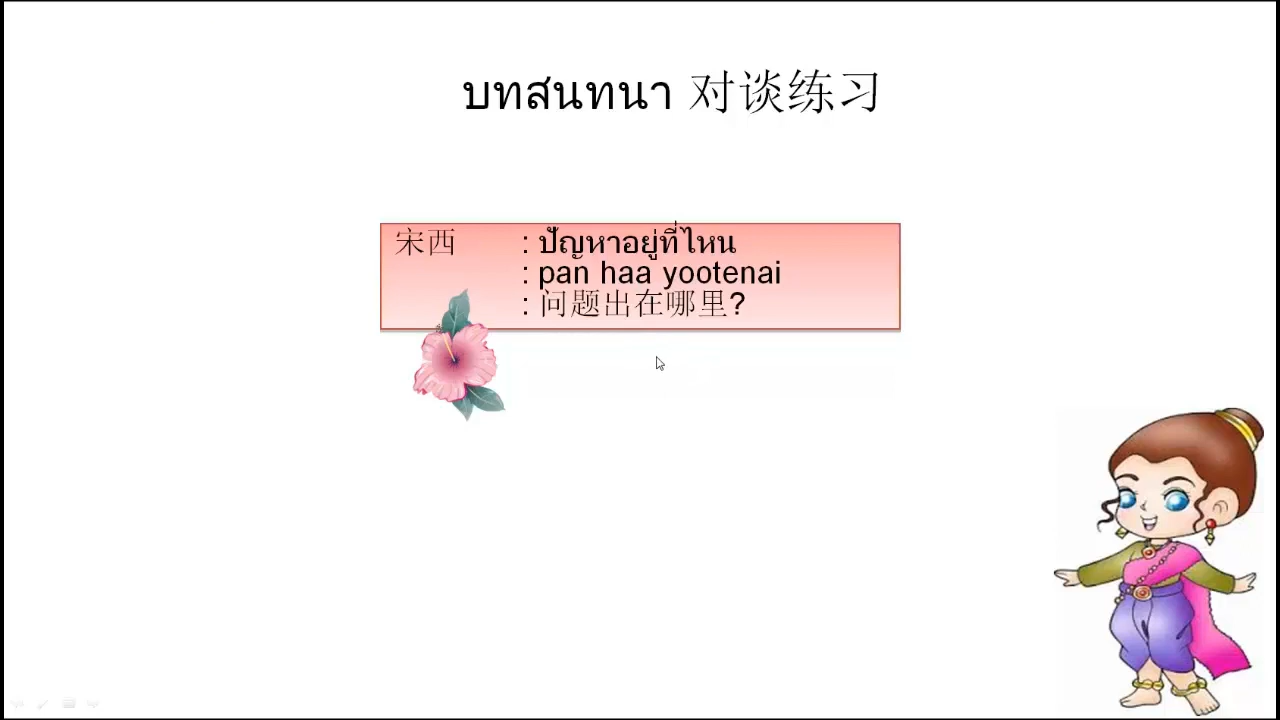 บทสนทนา 对谈练习
宋西 : ปัญหาอยู่ที่ไหน
: pan haa yootenai
: 问题出在哪里?